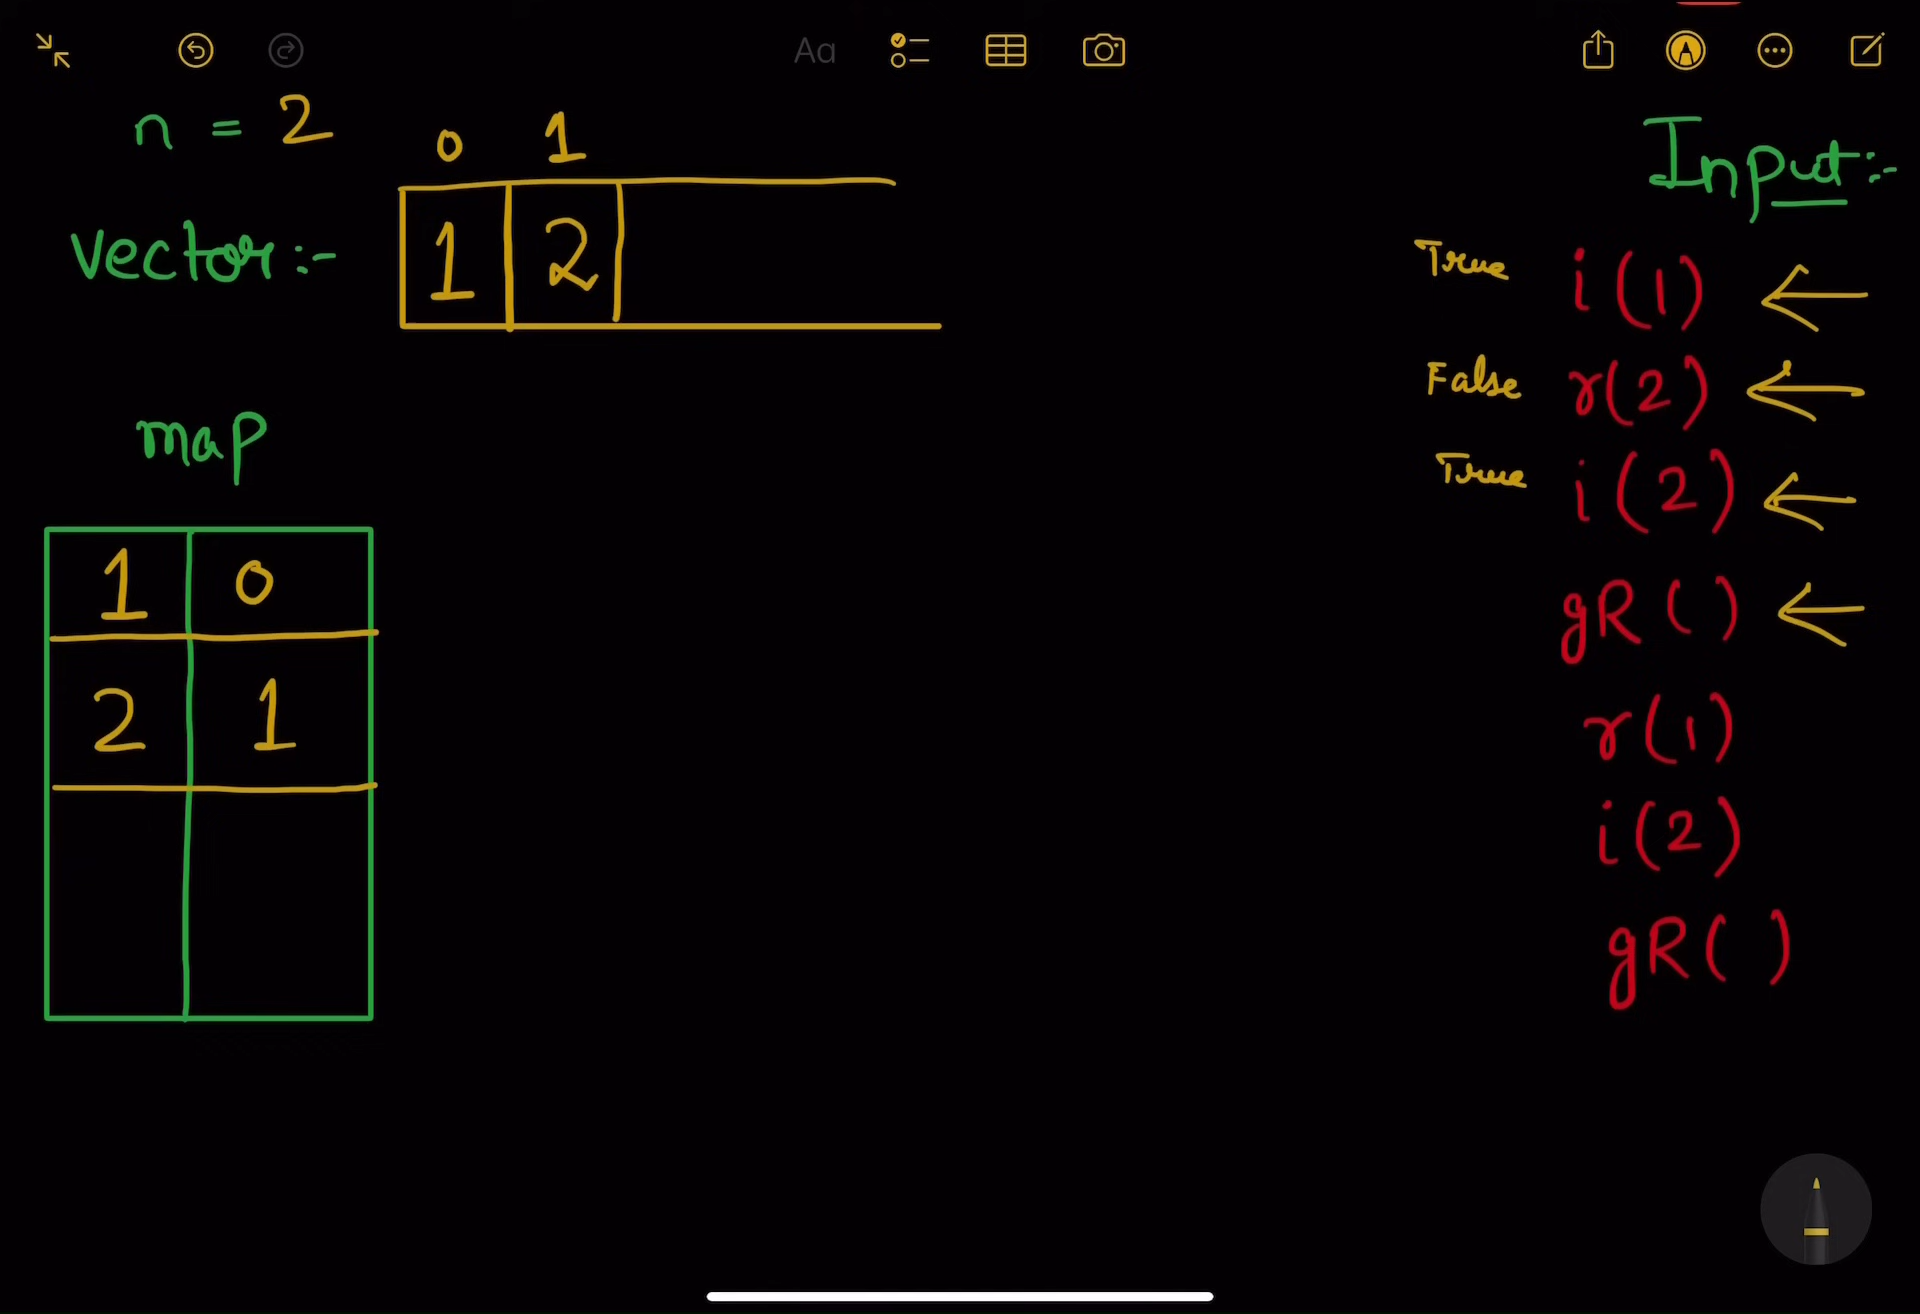 Aa
n = 2
0 1
vector:- 1 2
map
1 0
2 1
Input:-
True i(1)
False r(2)
True i(2)
gR( )
r(1)
i(2)
gR( )